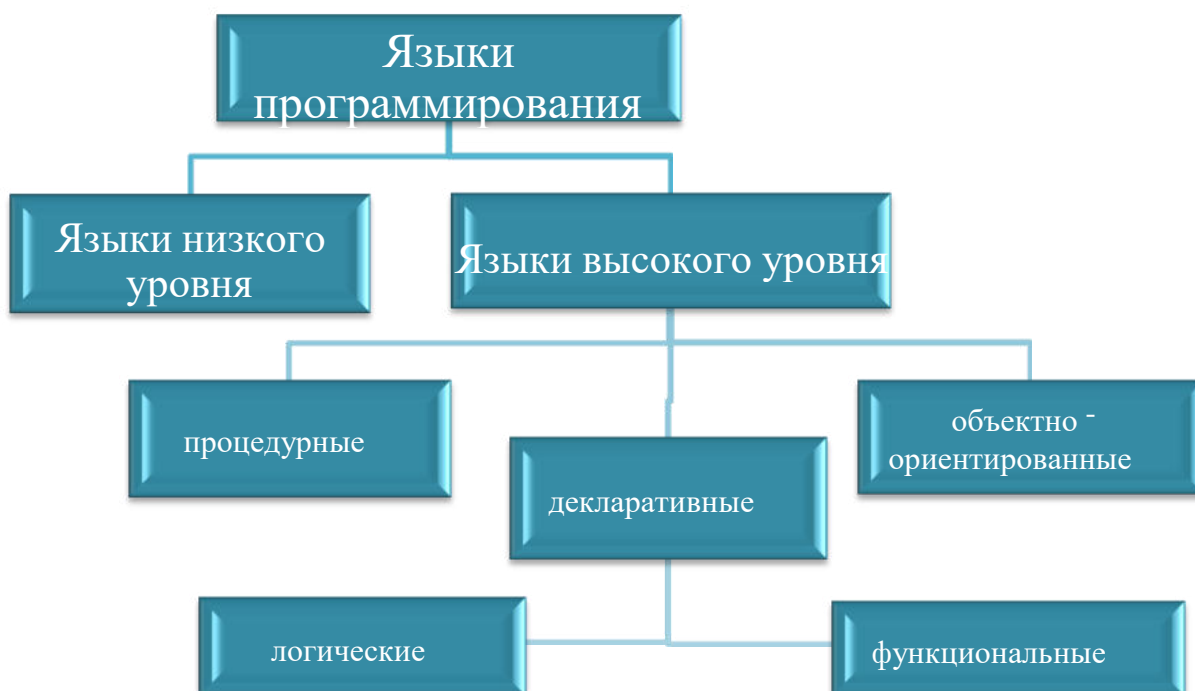 Языки
программирования
Языки низкого
уровня
Языки высокого уровня
процедурные
объектно -
ориентированные
декларативные
логические
функциональные